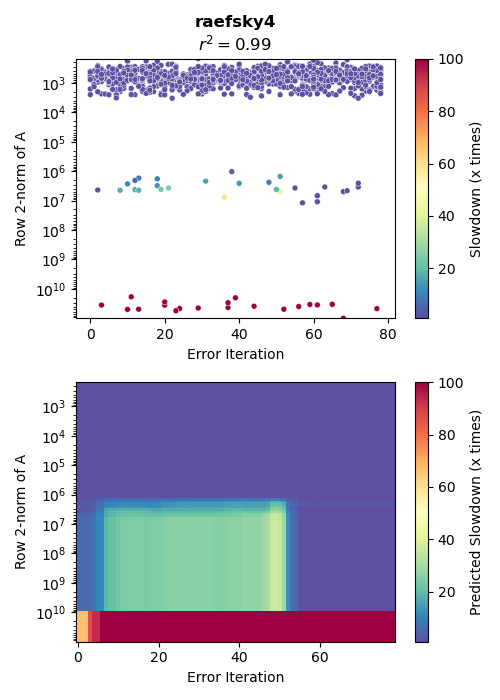 raefsky4
r² = 0.99
10³
10⁴
10⁵
10⁶
10⁷
10⁸
10⁹
10¹⁰
Row 2-norm of A
0 20 40 60 80
Error Iteration
100
80
60
40
20
Slowdown (x times)
10³
10⁴
10⁵
10⁶
10⁷
10⁸
10⁹
10¹⁰
Row 2-norm of A
0 20 40 60
Error Iteration
100
80
60
40
20
Predicted Slowdown (x times)